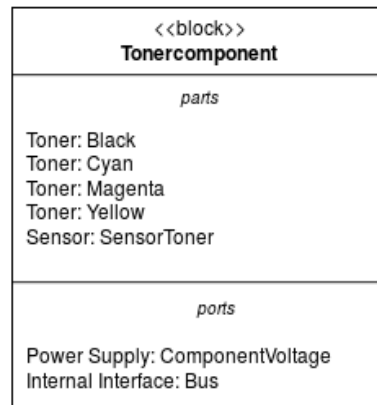 <<block>>
Tonercomponent
parts
Toner: Black
Toner: Cyan
Toner: Magenta
Toner: Yellow
Sensor: SensorToner
ports
Power Supply: ComponentVoltage
Internal Interface: Bus